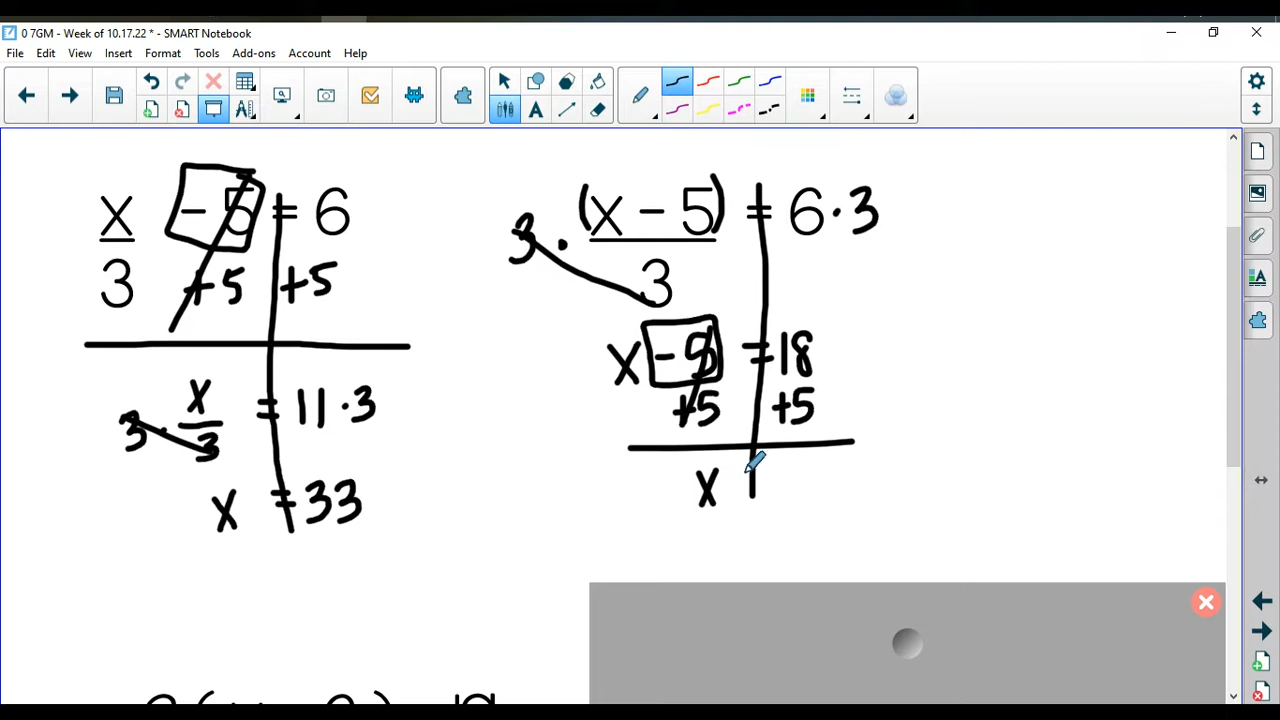 0 7GM - Week of 10.17.22 * - SMART Notebook
File Edit View Insert Format Tools Add-ons Account Help
x - 5 = 6
3
+5 +5
3 · x = 11 · 3
3
x = 33
(x - 5) = 6 · 3
3 ·
3
x - 5 = 18
+5 +5
x